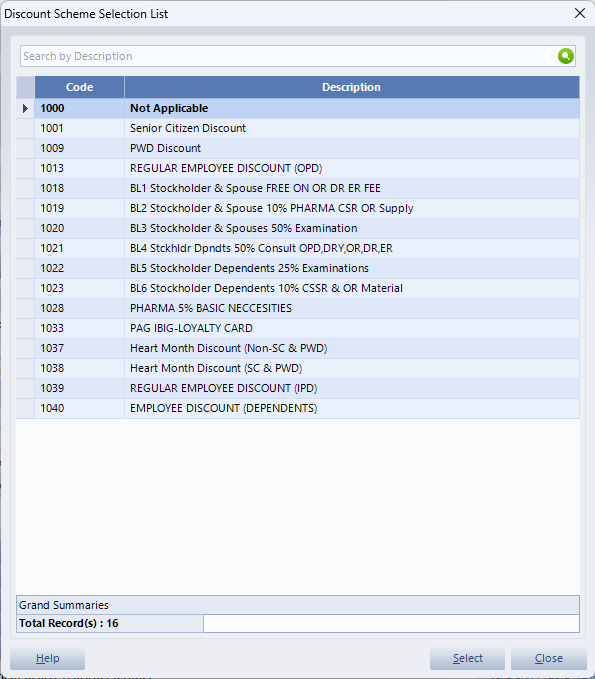 Discount Scheme Selection List
Search by Description
Code Description
1000 Not Applicable
1001 Senior Citizen Discount
1009 PWD Discount
1013 REGULAR EMPLOYEE DISCOUNT (OPD)
1018 BL1 Stockholder & Spouse FREE ON OR DR ER FEE
1019 BL2 Stockholder & Spouse 10% PHARMA CSR OR Supply
1020 BL3 Stockholder & Spouses 50% Examination
1021 BL4 Stckhldr Dpndts 50% Consult OPD,DRY,OR,DR,ER
1022 BL5 Stockholder Dependents 25% Examinations
1023 BL6 Stockholder Dependents 10% CSSR & OR Material
1028 PHARMA 5% BASIC NECCESITIES
1033 PAG IBIG-LOYALTY CARD
1037 Heart Month Discount (Non-SC & PWD)
1038 Heart Month Discount (SC & PWD)
1039 REGULAR EMPLOYEE DISCOUNT (IPD)
1040 EMPLOYEE DISCOUNT (DEPENDENTS)
Grand Summaries
Total Record(s) : 16
Help Select Close